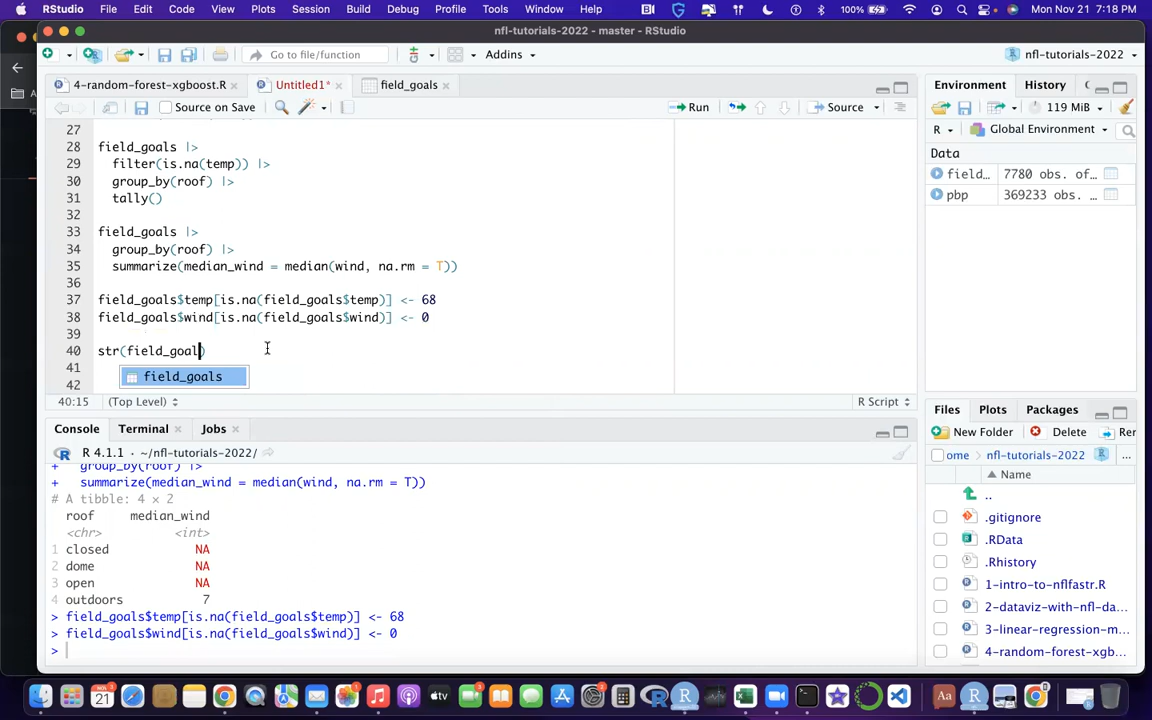 RStudio File Edit Code View Plots Session Build Debug Profile Tools Window Help 100% Mon Nov 21 7:18 PM
nfl-tutorials-2022 - master - RStudio
Go to file/function Addins nfl-tutorials-2022
4-random-forest-xgboost.R Untitled1* field_goals
Source on Save Run Source
27
28 field_goals |>
29 filter(is.na(temp)) |>
30 group_by(roof) |>
31 tally()
32
33 field_goals |>
34 group_by(roof) |>
35 summarize(median_wind = median(wind, na.rm = T))
36
37 field_goals$temp[is.na(field_goals$temp)] <- 68
38 field_goals$wind[is.na(field_goals$wind)] <- 0
39
40 str(field_goal)
41
field_goals
42
40:15 (Top Level) R Script
Console Terminal Jobs
R 4.1.1 · ~/nfl-tutorials-2022/
+ group_by(roof) |>
+ summarize(median_wind = median(wind, na.rm = T))
# A tibble: 4 × 2
roof median_wind
<chr> <int>
1 closed NA
2 dome NA
3 open NA
4 outdoors 7
> field_goals$temp[is.na(field_goals$temp)] <- 68
> field_goals$wind[is.na(field_goals$wind)] <- 0
>
Environment History
119 MiB
R Global Environment
Data
field… 7780 obs. of…
pbp 369233 obs. …
Files Plots Packages
New Folder Delete Rer
ome nfl-tutorials-2022 ...
Name
..
.gitignore
.RData
.Rhistory
1-intro-to-nflfastr.R
2-dataviz-with-nfl-da…
3-linear-regression-m…
4-random-forest-xgb…